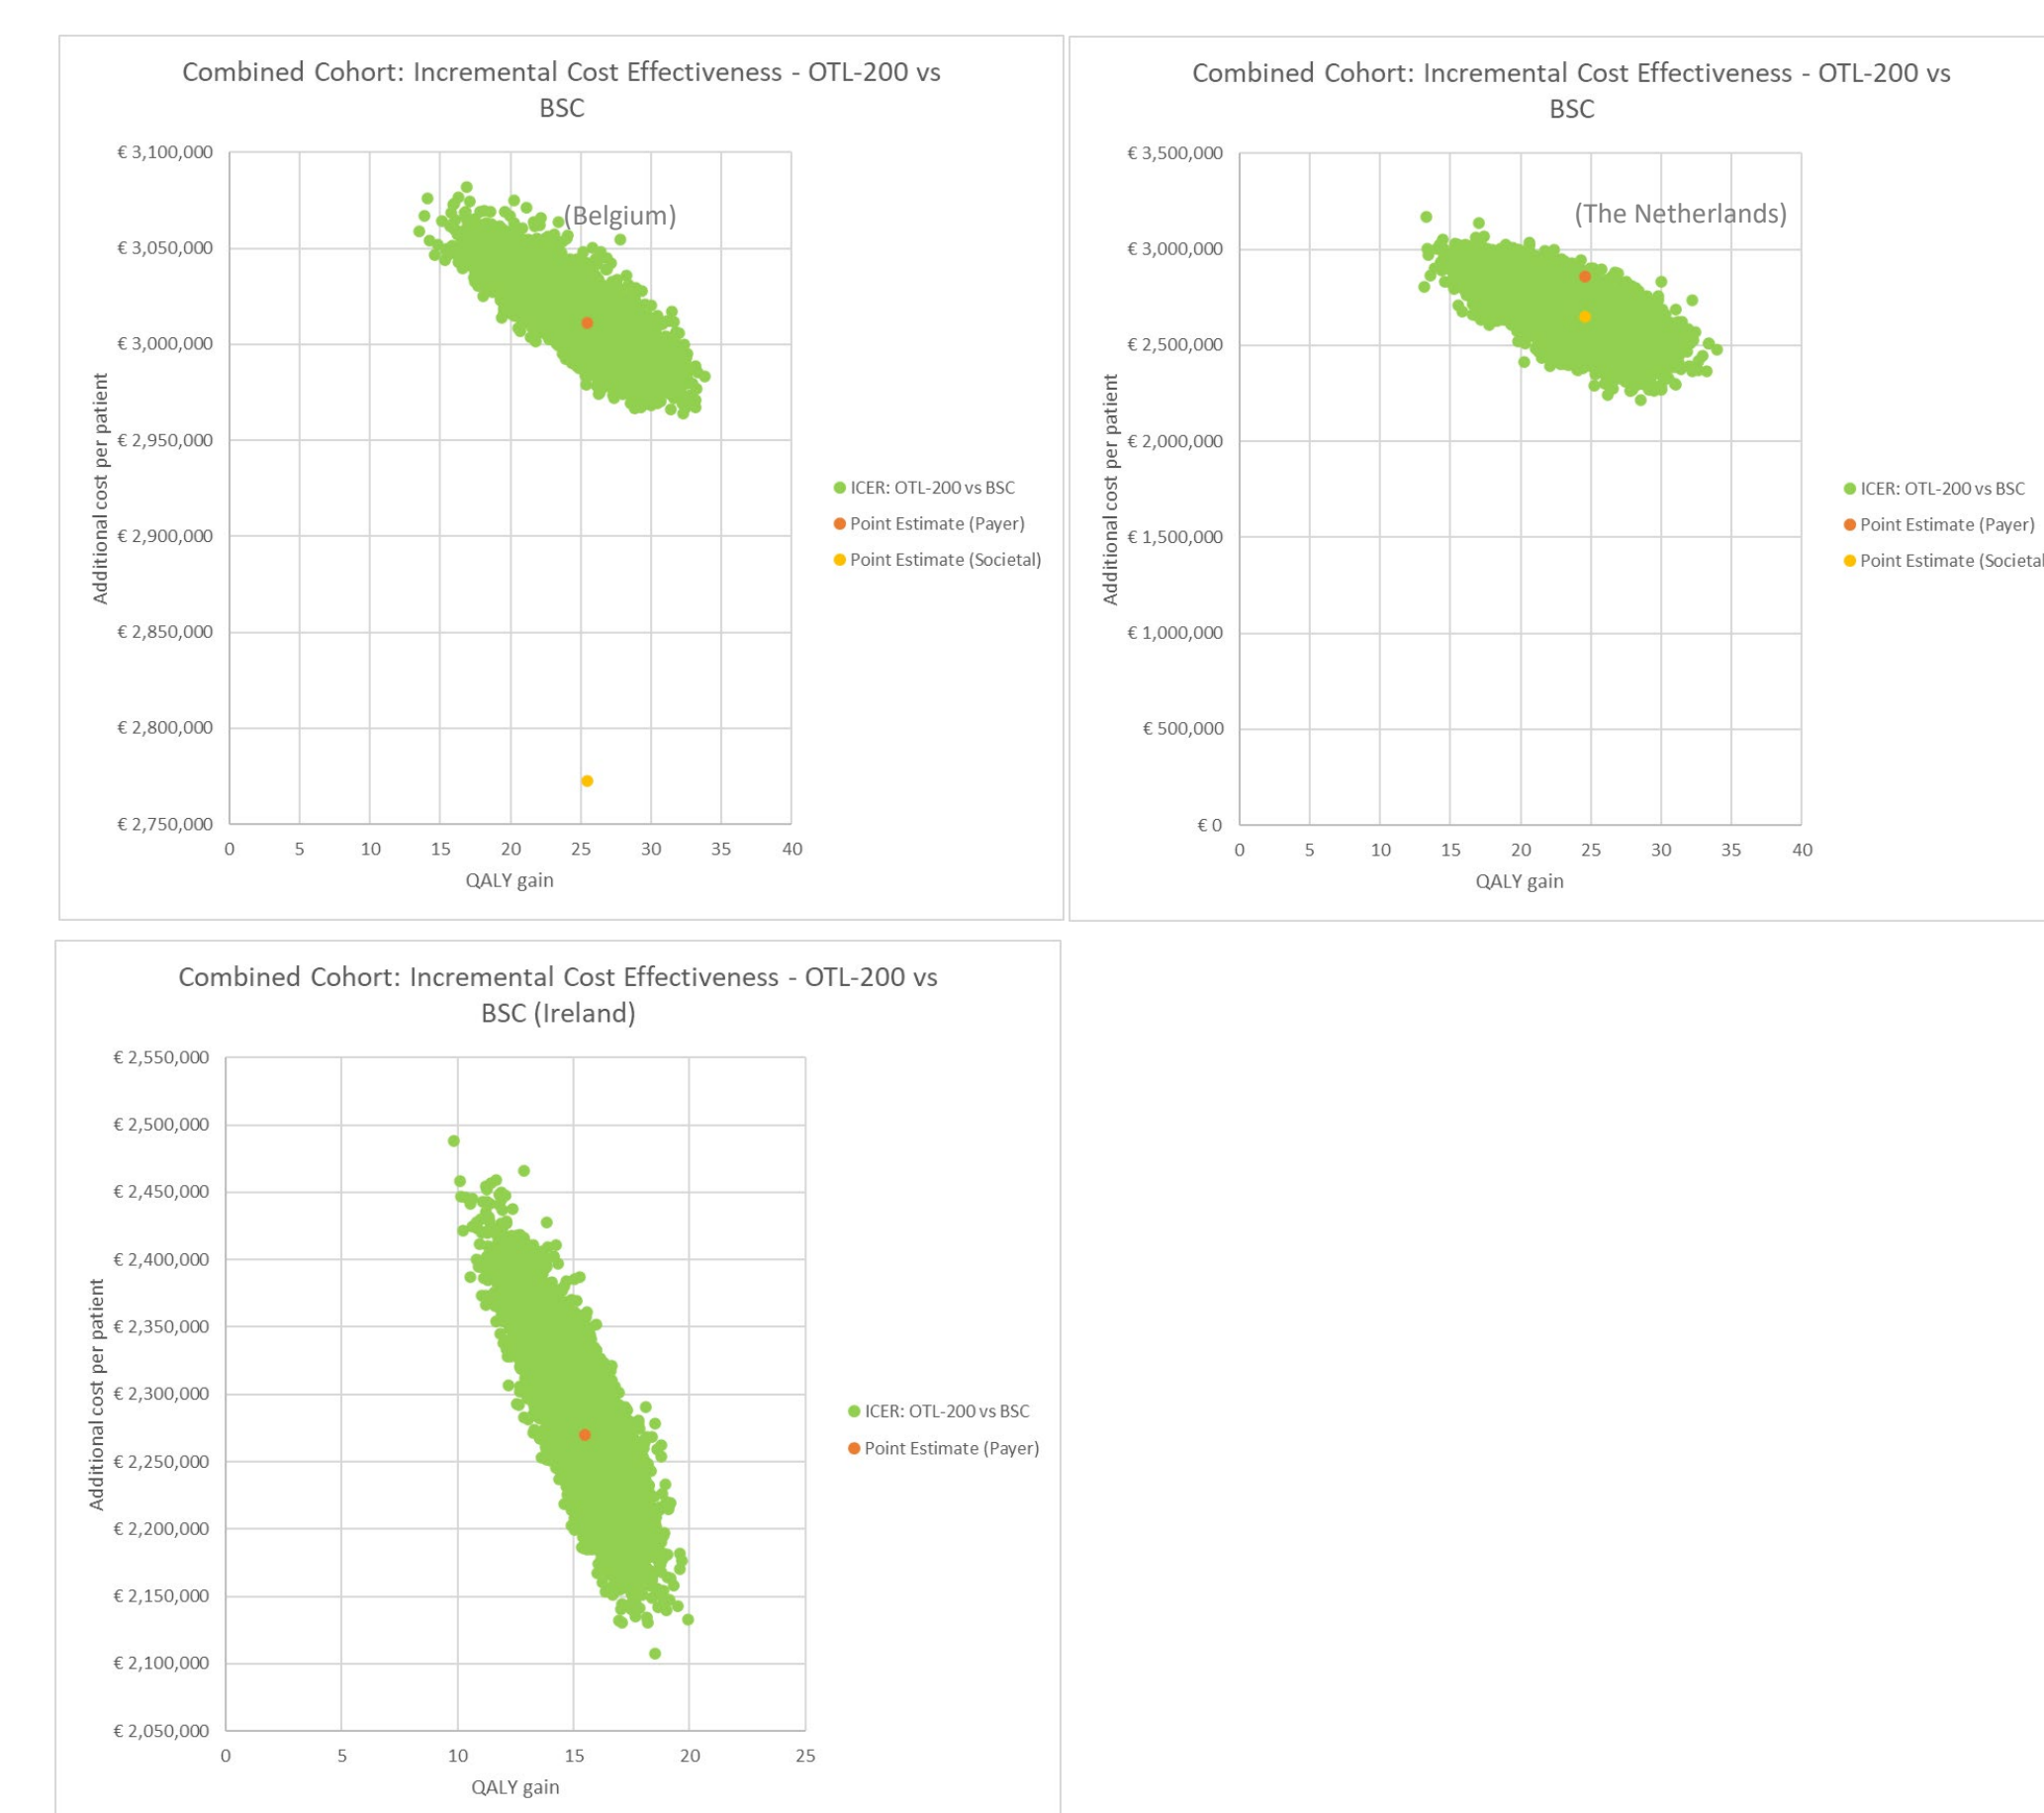 Combined Cohort: Incremental Cost Effectiveness - OTL-200 vs
BSC
(Belgium)
€ 3,100,000
€ 3,050,000
€ 3,000,000
€ 2,950,000
€ 2,900,000
€ 2,850,000
€ 2,800,000
€ 2,750,000
Additional cost per patient
0 5 10 15 20 25 30 35 40
QALY gain
ICER: OTL-200 vs BSC
Point Estimate (Payer)
Point Estimate (Societal)
Combined Cohort: Incremental Cost Effectiveness - OTL-200 vs
BSC
(The Netherlands)
€ 3,500,000
€ 3,000,000
€ 2,500,000
€ 2,000,000
€ 1,500,000
€ 1,000,000
€ 500,000
€ 0
Additional cost per patient
0 5 10 15 20 25 30 35 40
QALY gain
ICER: OTL-200 vs BSC
Point Estimate (Payer)
Point Estimate (Societal
Combined Cohort: Incremental Cost Effectiveness - OTL-200 vs
BSC (Ireland)
€ 2,550,000
€ 2,500,000
€ 2,450,000
€ 2,400,000
€ 2,350,000
€ 2,300,000
€ 2,250,000
€ 2,200,000
€ 2,150,000
€ 2,100,000
€ 2,050,000
Additional cost per patient
0 5 10 15 20 25
QALY gain
ICER: OTL-200 vs BSC
Point Estimate (Payer)